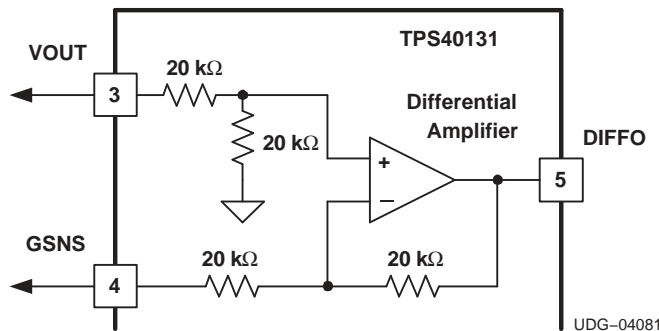 TPS40131
VOUT
3
20 kΩ
20 kΩ
Differential
Amplifier
+
−
DIFFO
5
GSNS
4
20 kΩ
20 kΩ
UDG−04081